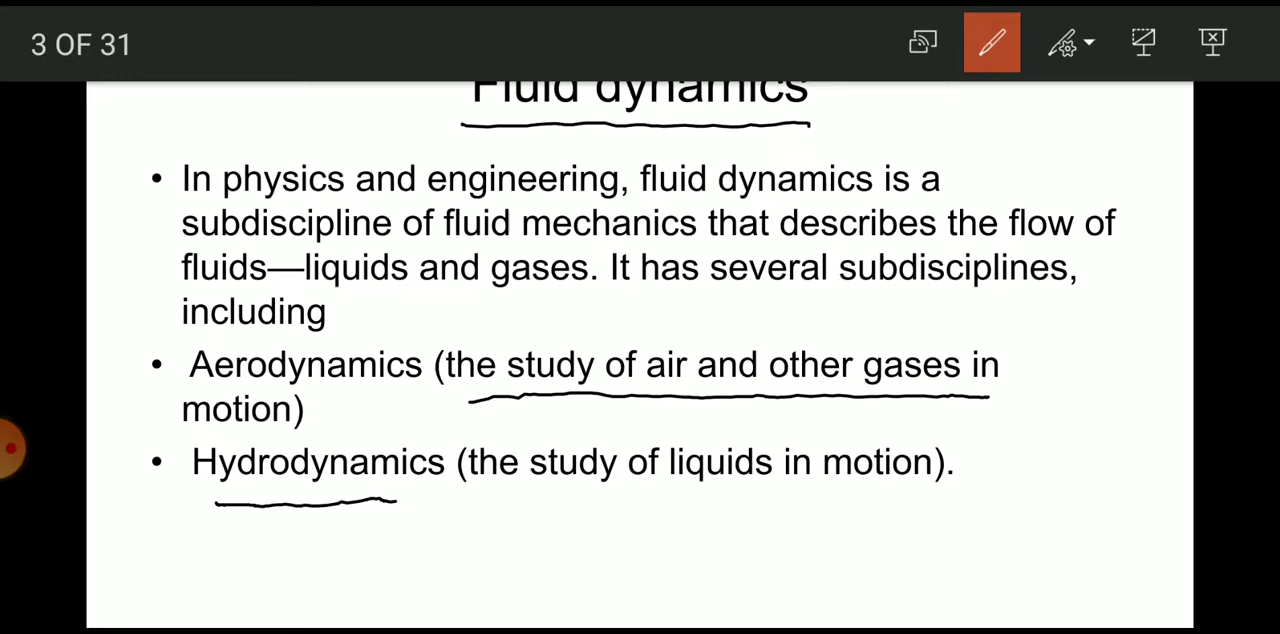 3 OF 31
Fluid dynamics
• In physics and engineering, fluid dynamics is a
subdiscipline of fluid mechanics that describes the flow of
fluids—liquids and gases. It has several subdisciplines,
including
• Aerodynamics (the study of air and other gases in
motion)
• Hydrodynamics (the study of liquids in motion).